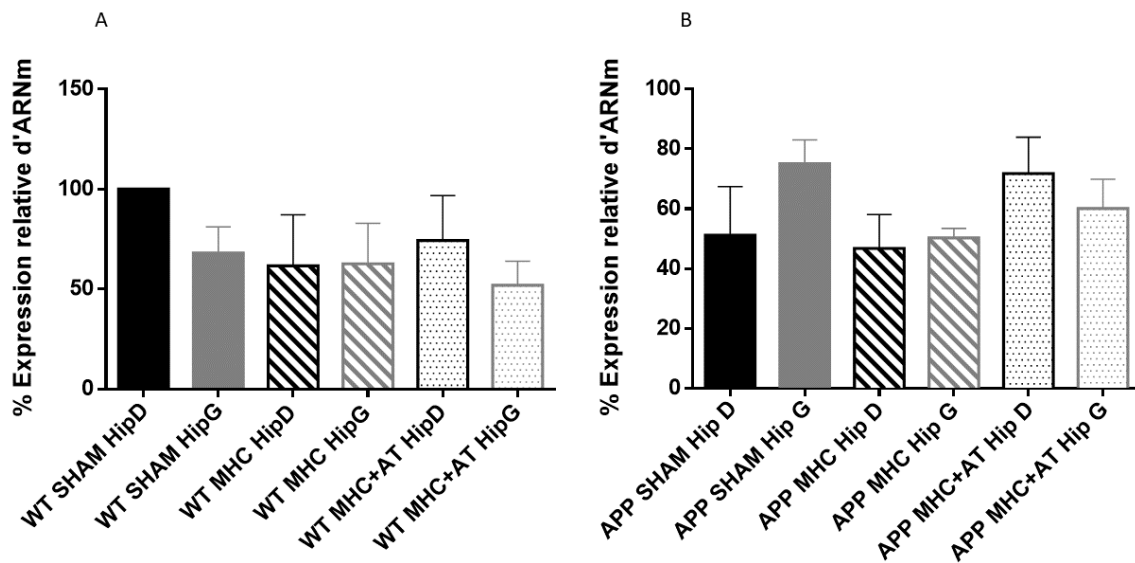 A
% Expression relative d'ARNm
150
100
50
0
WT SHAM HipD
WT SHAM HipG
WT MHC HipD
WT MHC HipG
WT MHC+AT HipD
WT MHC+AT HipG
B
% Expression relative d'ARNm
100
80
60
40
20
0
APP SHAM Hip D
APP SHAM Hip G
APP MHC Hip D
APP MHC Hip G
APP MHC+AT Hip D
APP MHC+AT Hip G